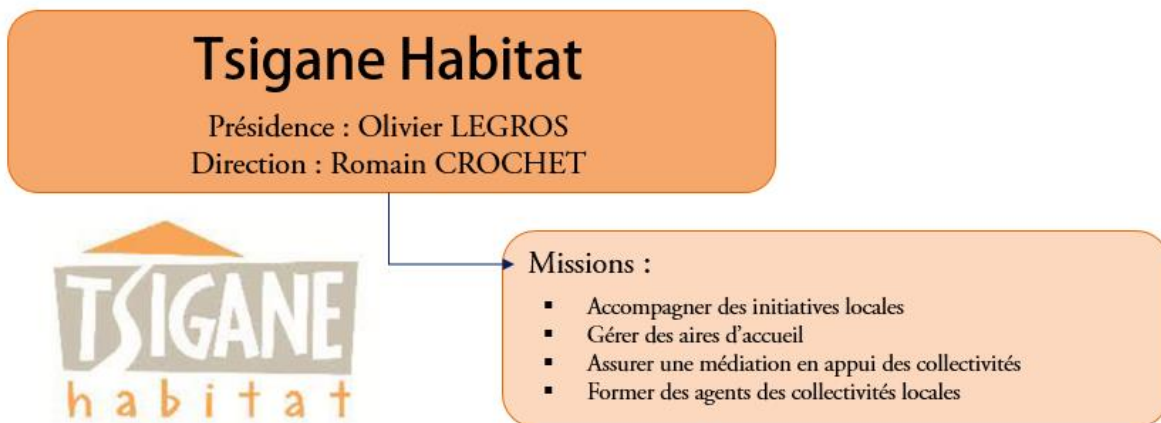 Tsigane Habitat
Présidence : Olivier LEGROS
Direction : Romain CROCHET
TSIGANE
habitat
Missions :
▪ Accompagner des initiatives locales
▪ Gérer des aires d’accueil
▪ Assurer une médiation en appui des collectivités
▪ Former des agents des collectivités locales